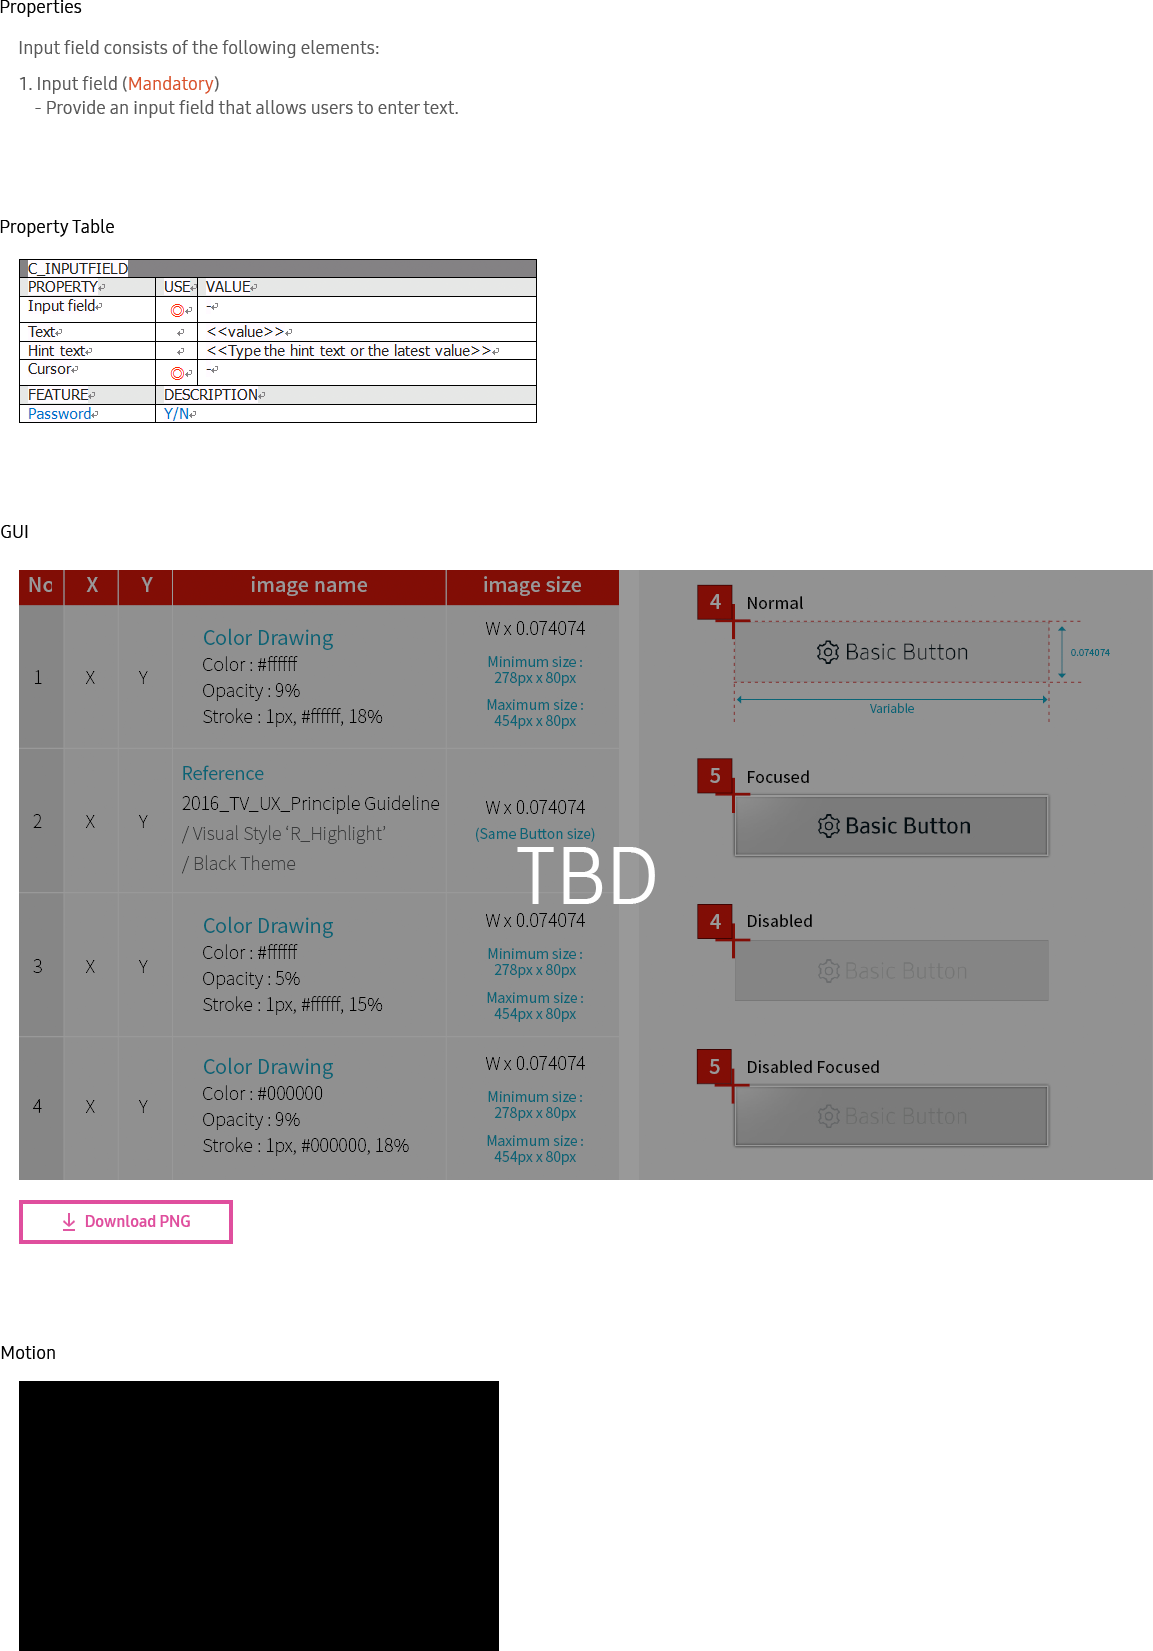 Properties
Input field consists of the following elements:
1. Input field (Mandatory)
- Provide an input field that allows users to enter text.
Property Table
C_INPUTFIELD
PROPERTY USE VALUE
Input field ◎ -
Text <<value>>
Hint text <<Type the hint text or the latest value>>
Cursor ◎ -
FEATURE DESCRIPTION
Password Y/N
GUI
No X Y image name image size
1 X Y
Color Drawing
Color : #ffffff
Opacity : 9%
Stroke : 1px, #ffffff, 18%
W x 0.074074
Minimum size :
278px x 80px
Maximum size :
454px x 80px
2 X Y
Reference
2016_TV_UX_Principle Guideline
/ Visual Style ‘R_Highlight’
/ Black Theme
W x 0.074074
(Same Button size)
TBD
3 X Y
Color Drawing
Color : #ffffff
Opacity : 5%
Stroke : 1px, #ffffff, 15%
W x 0.074074
Minimum size :
278px x 80px
Maximum size :
454px x 80px
4 X Y
Color Drawing
Color : #000000
Opacity : 9%
Stroke : 1px, #000000, 18%
W x 0.074074
Minimum size :
278px x 80px
Maximum size :
454px x 80px
4 Normal
Basic Button
0.074074
Variable
5 Focused
Basic Button
4 Disabled
Basic Button
5 Disabled Focused
Basic Button
Download PNG
Motion